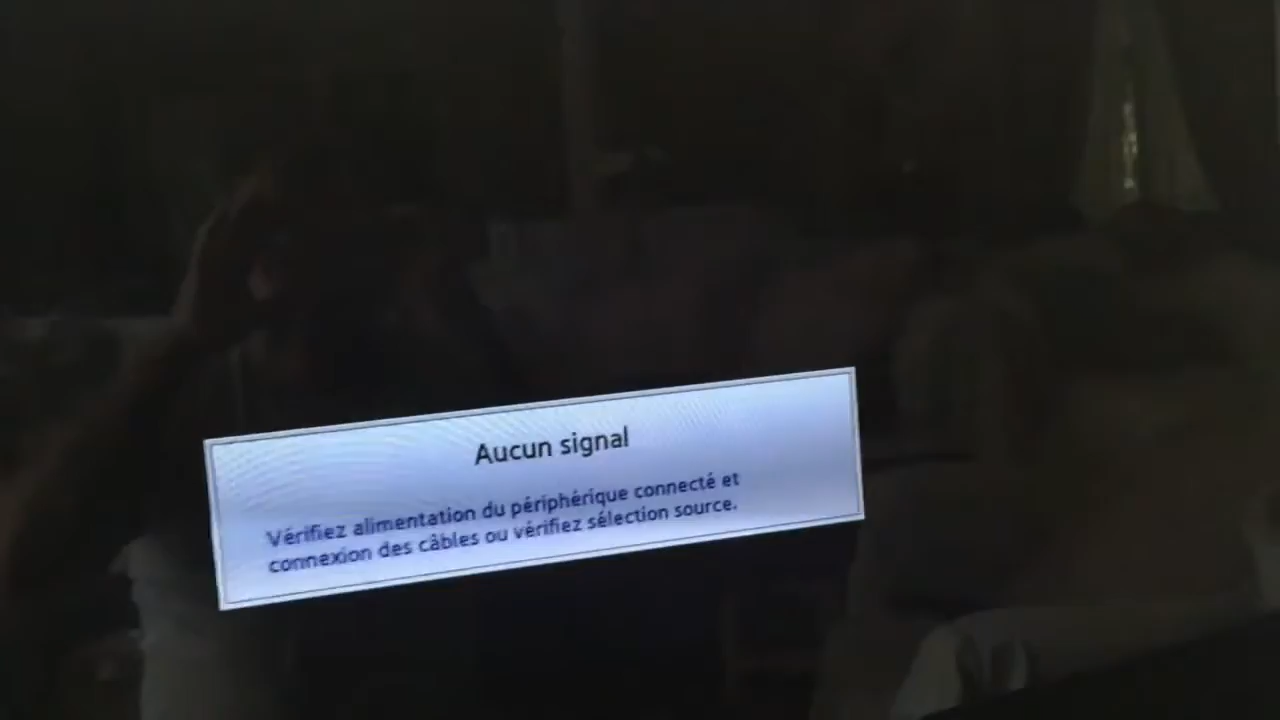 Aucun signal
Vérifiez alimentation du périphérique connecté et
connexion des câbles ou vérifiez sélection source.